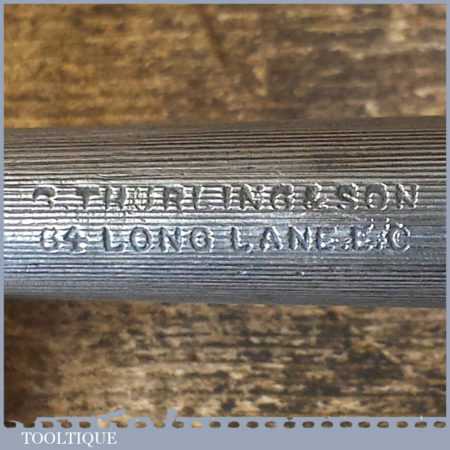 THURLING & SON
64 LONG LANE E.C
TOOLTIQUE